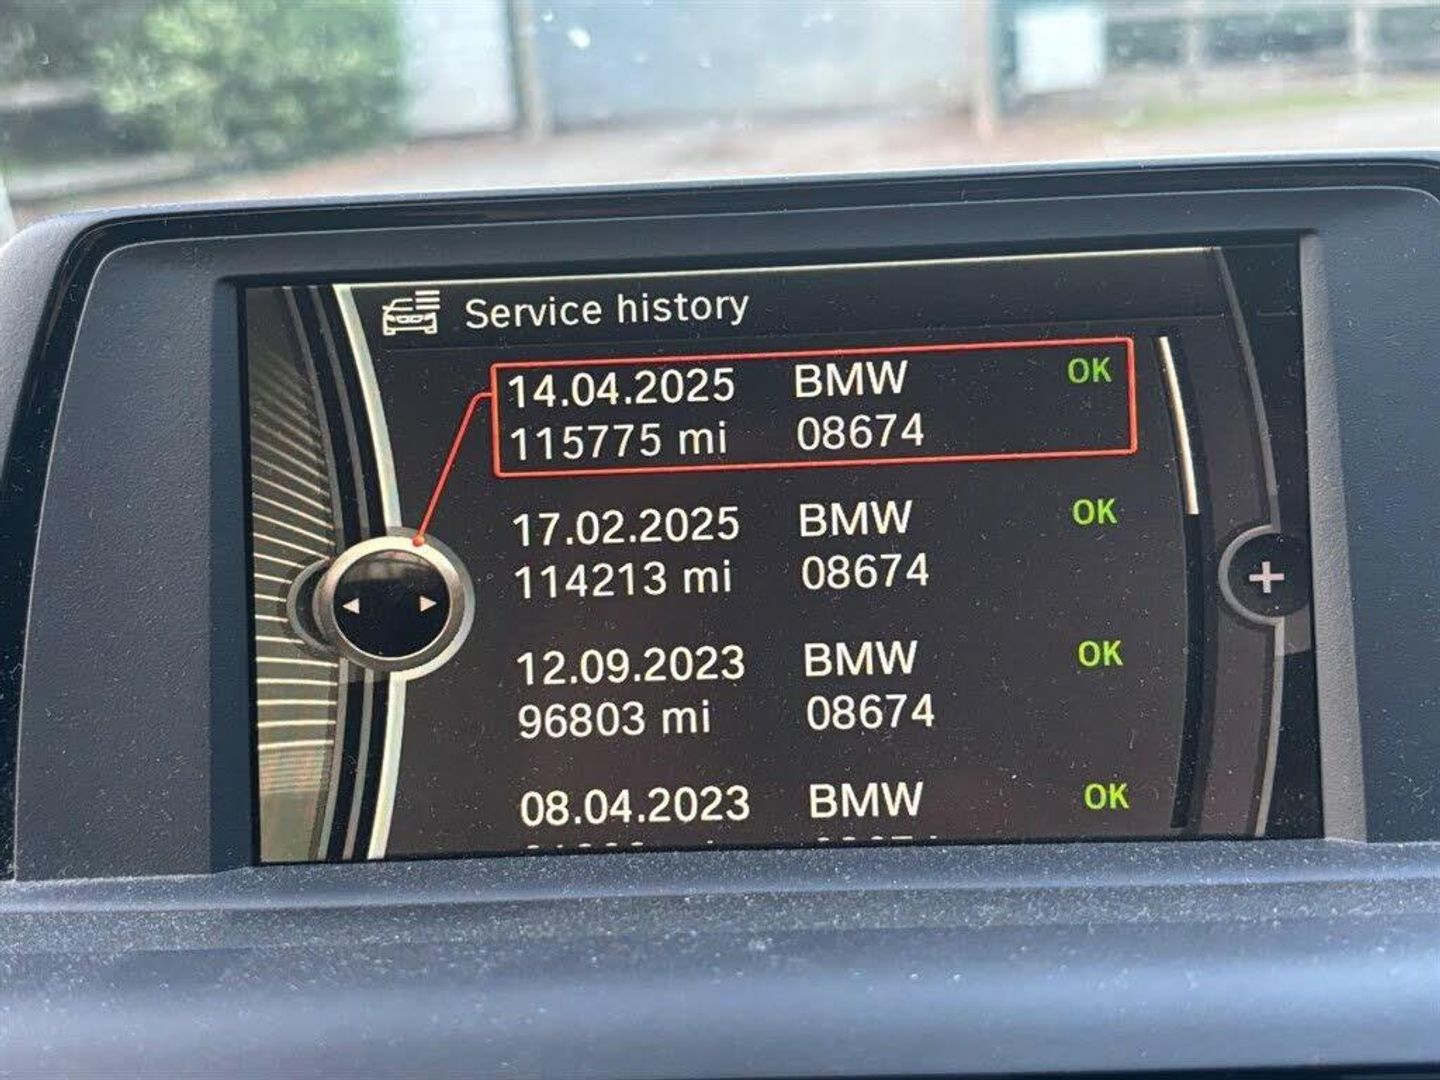 Service history
14.04.2025 BMW OK
115775 mi 08674
17.02.2025 BMW OK
114213 mi 08674
12.09.2023 BMW OK
96803 mi 08674
08.04.2023 BMW OK